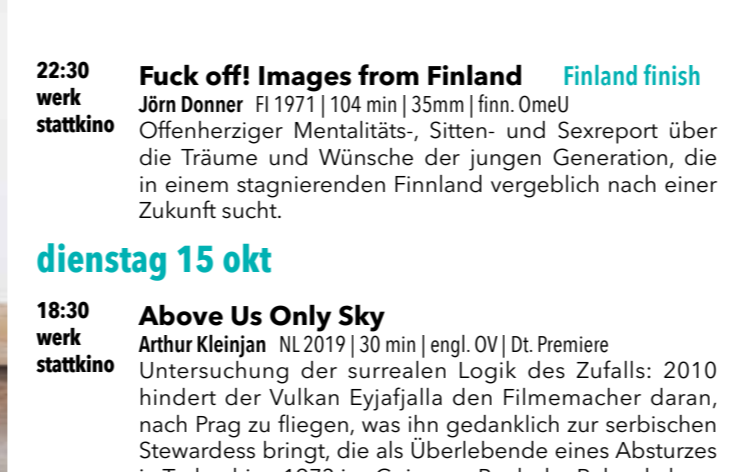 22:30
werk
stattkino
Fuck off! Images from Finland Finland finish
Jörn Donner FI 1971 | 104 min | 35mm | finn. OmeU
Offenherziger Mentalitäts-, Sitten- und Sexreport über
die Träume und Wünsche der jungen Generation, die
in einem stagnierenden Finnland vergeblich nach einer
Zukunft sucht.
dienstag 15 okt
18:30
werk
stattkino
Above Us Only Sky
Arthur Kleinjan NL 2019 | 30 min | engl. OV | Dt. Premiere
Untersuchung der surrealen Logik des Zufalls: 2010
hindert der Vulkan Eyjafjalla den Filmemacher daran,
nach Prag zu fliegen, was ihn gedanklich zur serbischen
Stewardess bringt, die als Überlebende eines Absturzes